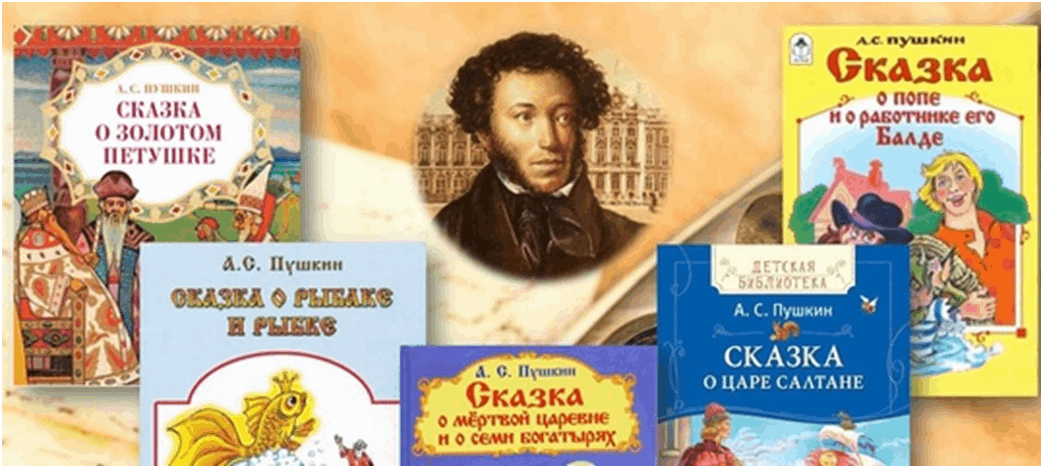 А. С. ПУШКИН
СКАЗКА
О ЗОЛОТОМ
ПЕТУШКЕ
А.С. Пушкин
СКАЗКА О РЫБАКЕ
И РЫБКЕ
А. С. Пушкин
Сказка
о мёртвой царевне
и о семи богатырях
ДЕТСКАЯ
БИБЛИОТЕКА
А. С. Пушкин
СКАЗКА
О ЦАРЕ САЛТАНЕ
А.С. ПУШКИН
Сказка
о попе
и о работнике его
Балде